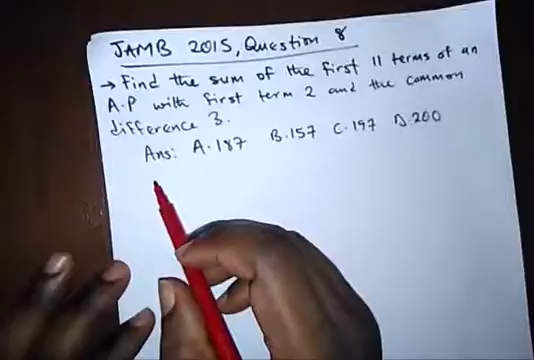 JAMB 2015, Question 8
→ Find the sum of the first 11 terms of an
A.P with first term 2 and the common
difference 3.
Ans: A.187 B.157 C.197 D.200